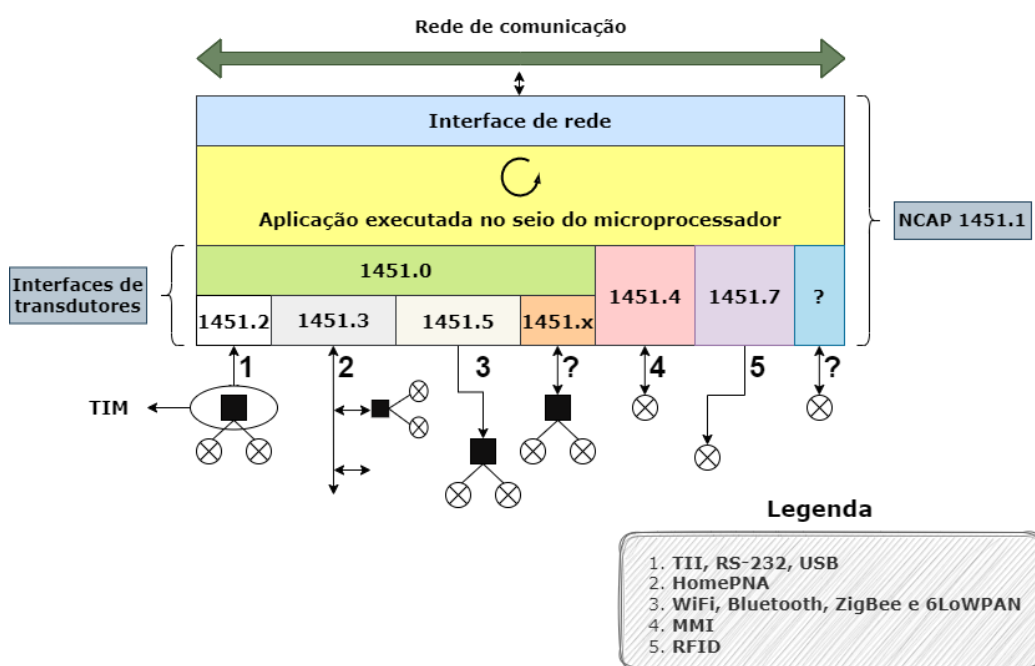 Rede de comunicação
Interface de rede
Aplicação executada no seio do microprocessador
NCAP 1451.1
Interfaces de
transdutores
1451.0
1451.4
1451.7
?
1451.2
1451.3
1451.5
1451.x
1
2
3
?
4
5
?
TIM
Legenda
1. TII, RS-232, USB
2. HomePNA
3. WiFi, Bluetooth, ZigBee e 6LoWPAN
4. MMI
5. RFID